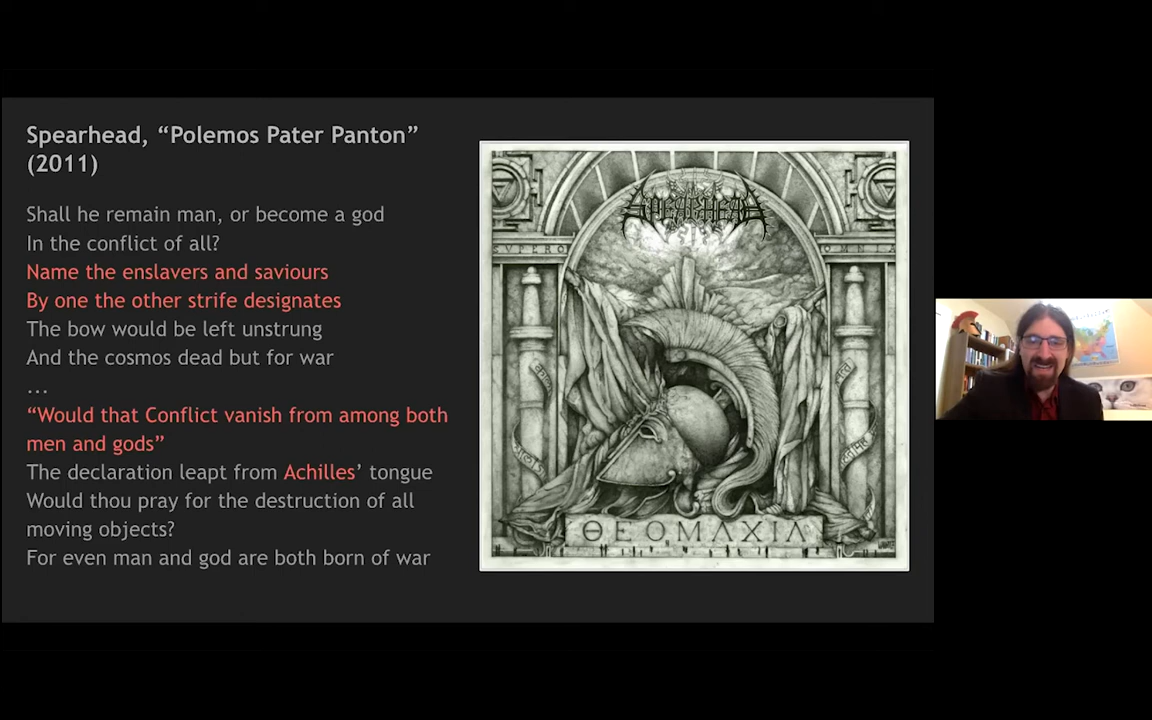 Spearhead, “Polemos Pater Panton”
(2011)
Shall he remain man, or become a god
In the conflict of all?
Name the enslavers and saviours
By one the other strife designates
The bow would be left unstrung
And the cosmos dead but for war
...
“Would that Conflict vanish from among both
men and gods”
The declaration leapt from Achilles’ tongue
Would thou pray for the destruction of all
moving objects?
For even man and god are both born of war
SPEARHEAD
SVPERO
OMNIA
ΘEOMAXIA